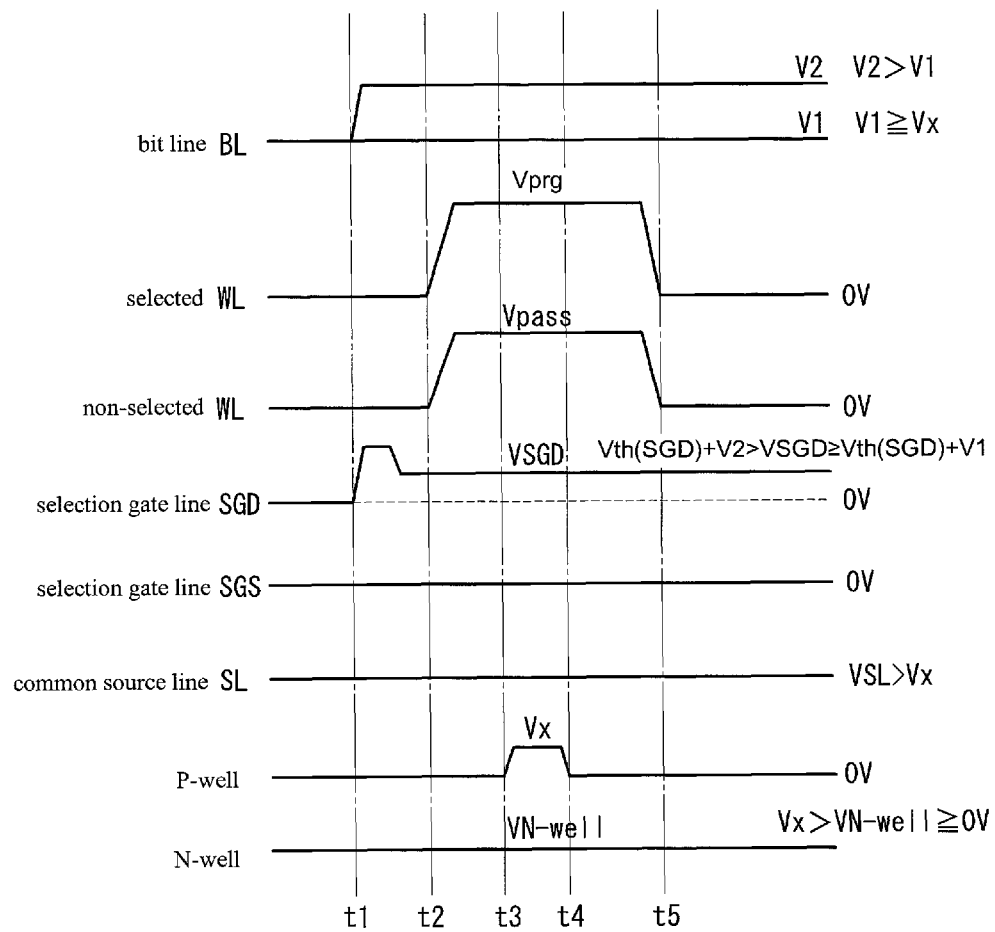 V2 V2>V1
V1 V1≧Vx
bit line BL
Vprg
selected WL 0V
Vpass
non-selected WL 0V
VSGD Vth(SGD)+V2>VSGD≥Vth(SGD)+V1
selection gate line SGD 0V
selection gate line SGS 0V
common source line SL VSL>Vx
Vx
P-well 0V
VN-well Vx>VN-well≧0V
N-well
t1 t2 t3 t4 t5